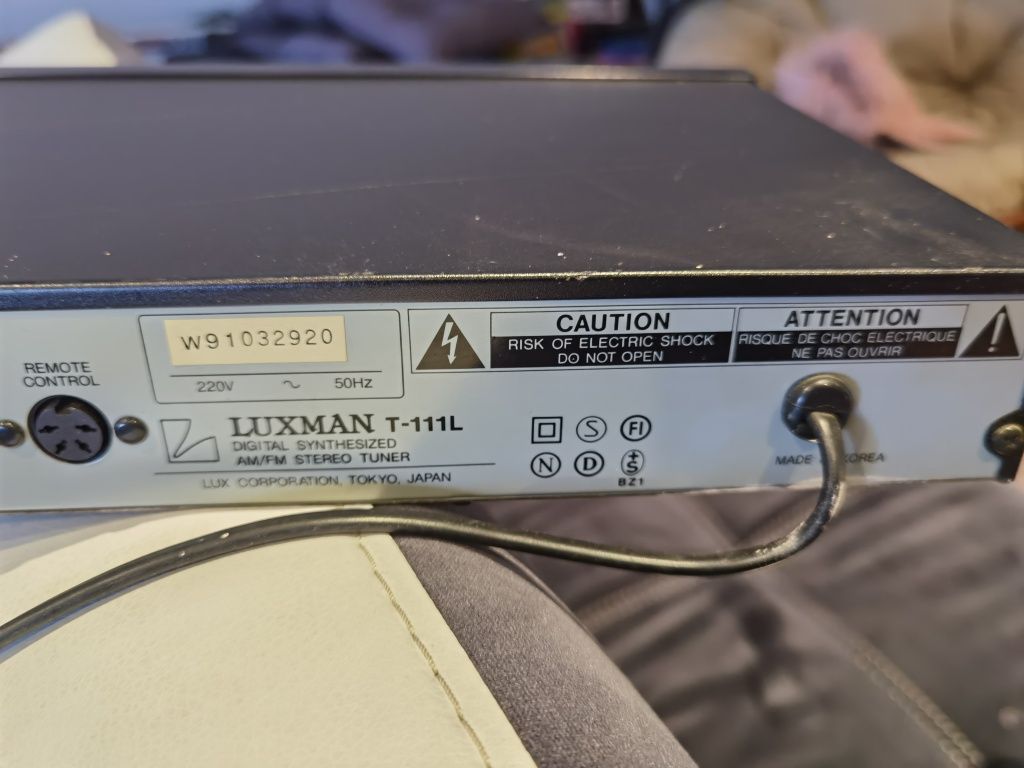 REMOTE
CONTROL
W91032920
220V ~ 50HZ
LUXMAN T-111L
DIGITAL SYNTHESIZED
AM/FM STEREO TUNER
LUX CORPORATION, TOKYO, JAPAN
CAUTION
RISK OF ELECTRIC SHOCK
DO NOT OPEN
ATTENTION
RISQUE DE CHOC ELECTRIQUE
NE PAS OUVRIR
S FI
N D
BZ1
MADE KOREA